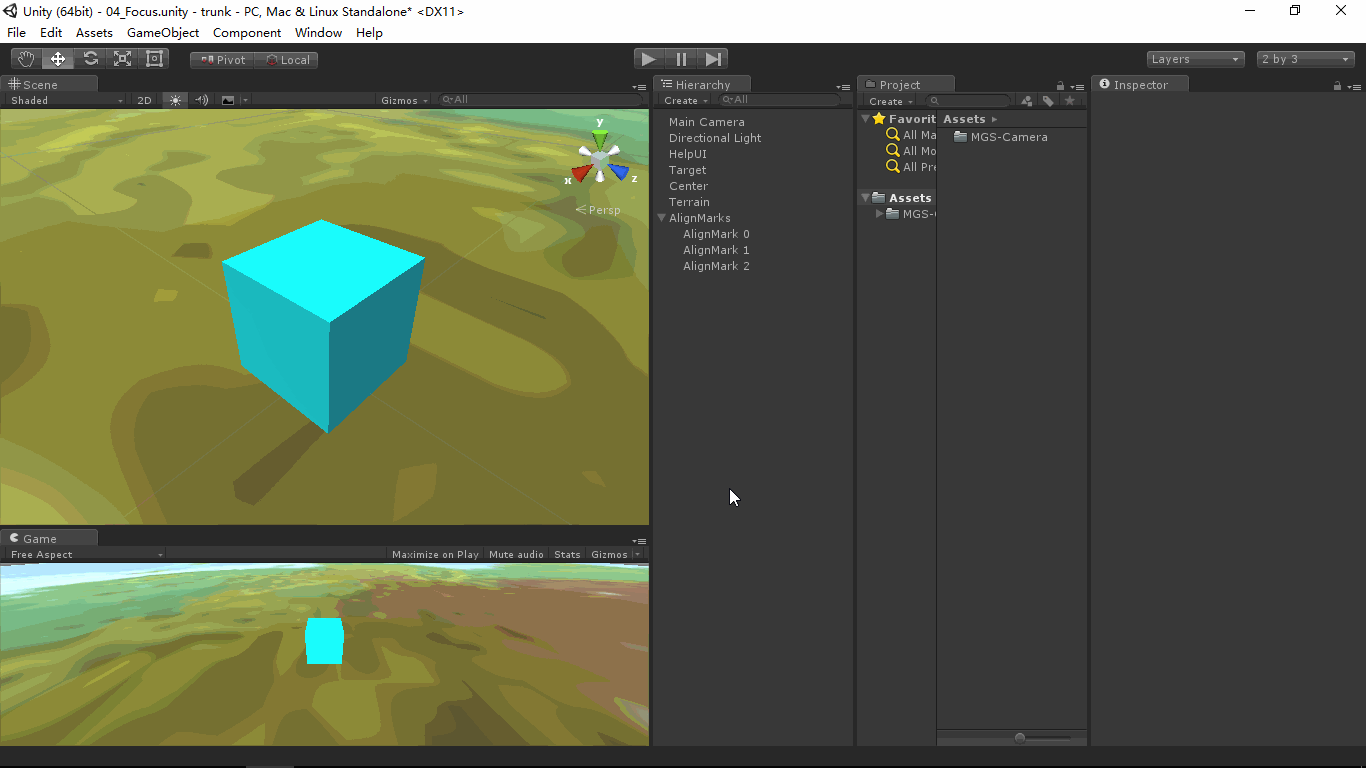 Unity (64bit) - 04_Focus.unity - trunk - PC, Mac & Linux Standalone* <DX11>
File Edit Assets GameObject Component Window Help
Pivot Local Layers 2 by 3
Scene
Shaded 2D Gizmos All
y
x
z
Persp
Game
Free Aspect Maximize on Play Mute audio Stats Gizmos
Hierarchy
Create All
Main Camera
Directional Light
HelpUI
Target
Center
Terrain
AlignMarks
AlignMark 0
AlignMark 1
AlignMark 2
Project
Create
Favorit
All Ma
All Mo
All Pre
Assets
MGS-
Assets
MGS-Camera
Inspector